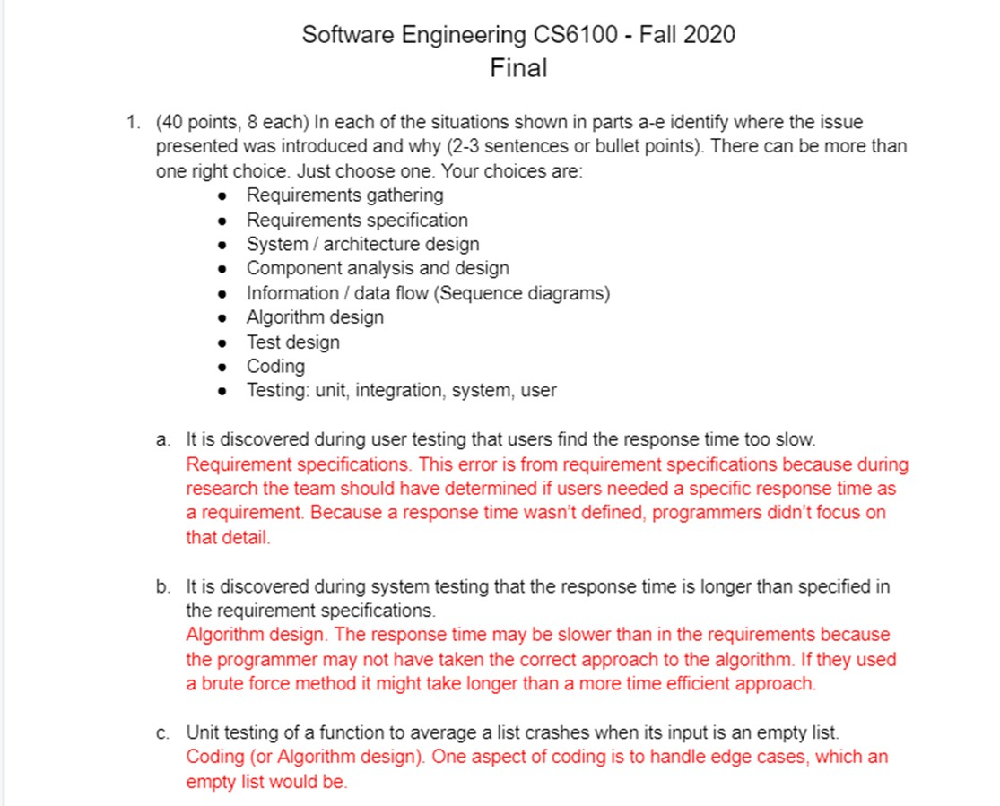 Software Engineering CS6100 - Fall 2020
Final
1. (40 points, 8 each) In each of the situations shown in parts a-e identify where the issue
presented was introduced and why (2-3 sentences or bullet points). There can be more than
one right choice. Just choose one. Your choices are:
● Requirements gathering
● Requirements specification
● System / architecture design
● Component analysis and design
● Information / data flow (Sequence diagrams)
● Algorithm design
● Test design
● Coding
● Testing: unit, integration, system, user
a. It is discovered during user testing that users find the response time too slow.
Requirement specifications. This error is from requirement specifications because during
research the team should have determined if users needed a specific response time as
a requirement. Because a response time wasn't defined, programmers didn't focus on
that detail.
b. It is discovered during system testing that the response time is longer than specified in
the requirement specifications.
Algorithm design. The response time may be slower than in the requirements because
the programmer may not have taken the correct approach to the algorithm. If they used
a brute force method it might take longer than a more time efficient approach.
c. Unit testing of a function to average a list crashes when its input is an empty list.
Coding (or Algorithm design). One aspect of coding is to handle edge cases, which an
empty list would be.